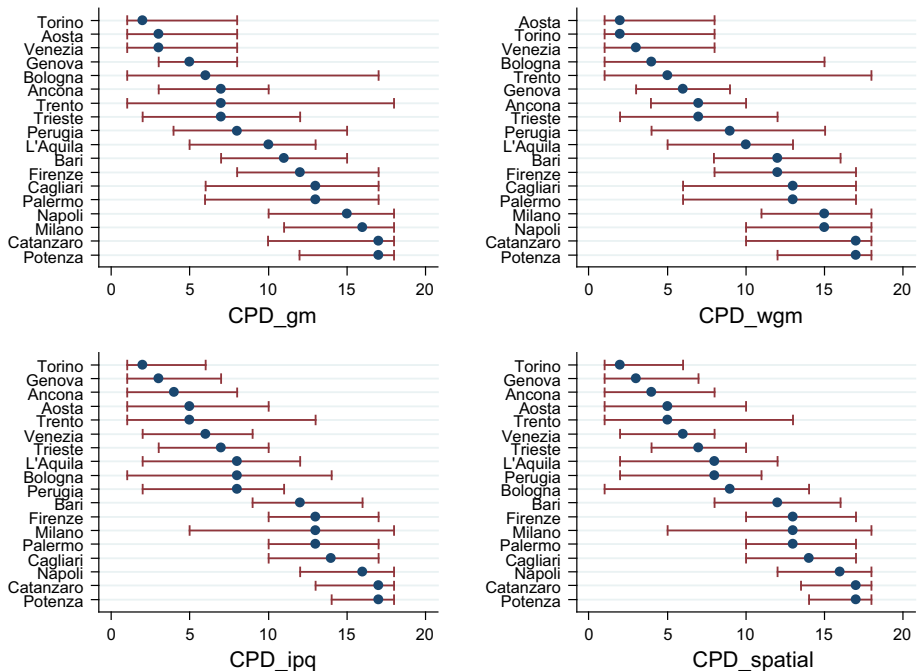 Torino
Aosta
Venezia
Genova
Bologna
Ancona
Trento
Trieste
Perugia
L'Aquila
Bari
Firenze
Cagliari
Palermo
Napoli
Milano
Catanzaro
Potenza
0 5 10 15 20
CPD_gm
Aosta
Torino
Venezia
Bologna
Trento
Genova
Ancona
Trieste
Perugia
L'Aquila
Bari
Firenze
Cagliari
Palermo
Milano
Napoli
Catanzaro
Potenza
0 5 10 15 20
CPD_wgm
Torino
Genova
Ancona
Aosta
Trento
Venezia
Trieste
L'Aquila
Bologna
Perugia
Bari
Firenze
Milano
Palermo
Cagliari
Napoli
Catanzaro
Potenza
0 5 10 15 20
CPD_ipq
Torino
Genova
Ancona
Aosta
Trento
Venezia
Trieste
L'Aquila
Perugia
Bologna
Bari
Firenze
Milano
Palermo
Cagliari
Napoli
Catanzaro
Potenza
0 5 10 15 20
CPD_spatial